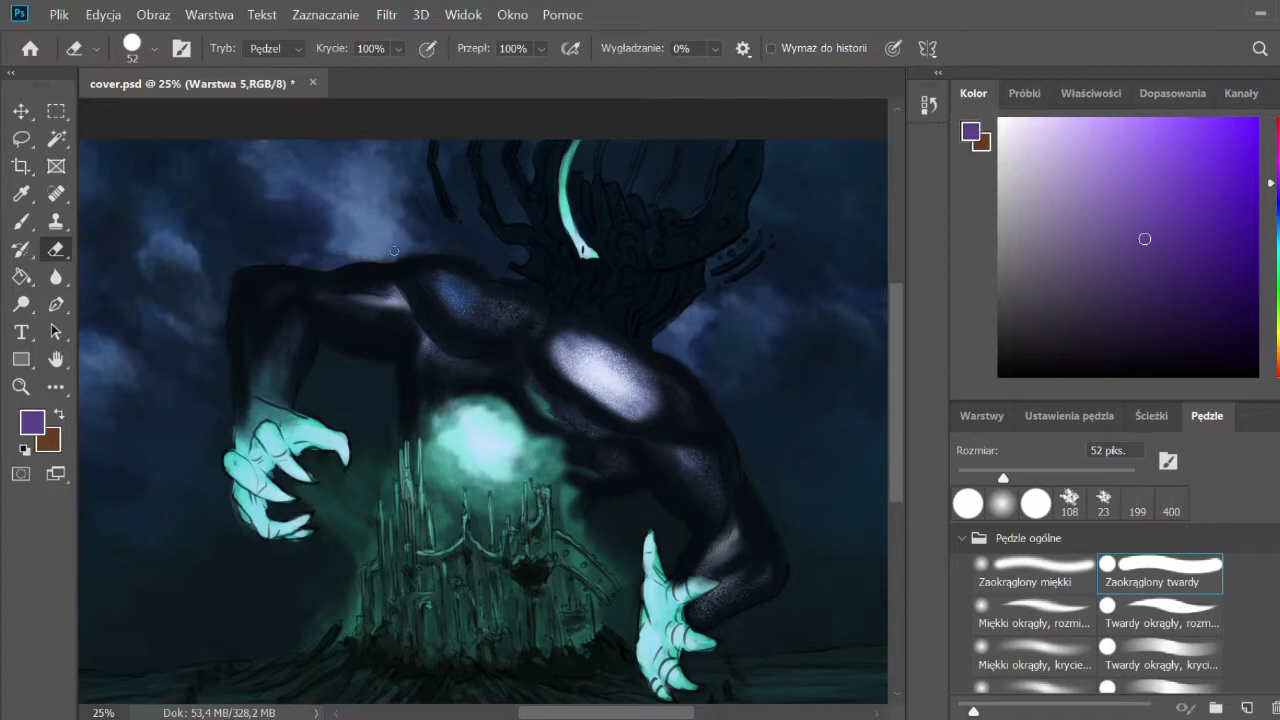 Ps Plik Edycja Obraz Warstwa Tekst Zaznaczanie Filtr 3D Widok Okno Pomoc
52 Tryb: Pędzel Krycie: 100% Przepł: 100% Wygładzanie: 0% Wymaż do historii
cover.psd @ 25% (Warstwa 5,RGB/8) *
Kolor Próbki Właściwości Dopasowania Kanały
Warstwy Ustawienia pędzla Ścieżki Pędzle
Rozmiar: 52 piks.
108 23 199 400
Pędzle ogólne
Zaokrąglony miękki Zaokrąglony twardy
Miękki okrągły, rozmi... Twardy okrągły, rozm...
Miękki okrągły, krycie... Twardy okrągły, kryci...
25% Dok: 53,4 MB/328,2 MB